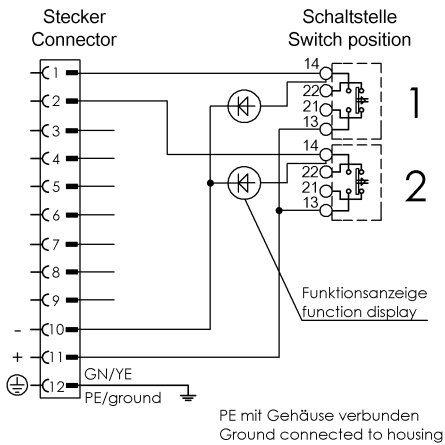 Stecker
Connector
Schaltstelle
Switch position
1
2
3
4
5
6
7
8
9
– 10
+ 11
12
GN/YE
PE/ground
14
22
21
13
1
14
22
21
13
2
Funktionsanzeige
function display
PE mit Gehäuse verbunden
Ground connected to housing